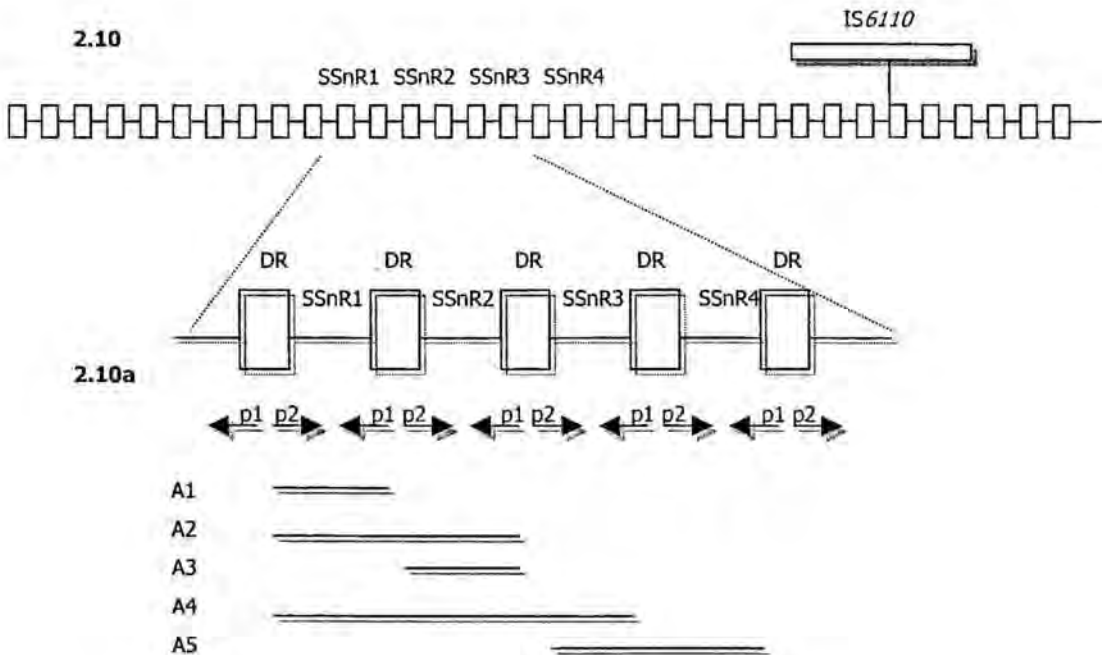 IS6110
2.10
SSnR1 SSnR2 SSnR3 SSnR4
DR DR DR DR DR
SSnR1 SSnR2 SSnR3 SSnR4
2.10a
p1 p2 p1 p2 p1 p2 p1 p2 p1 p2
A1
A2
A3
A4
A5